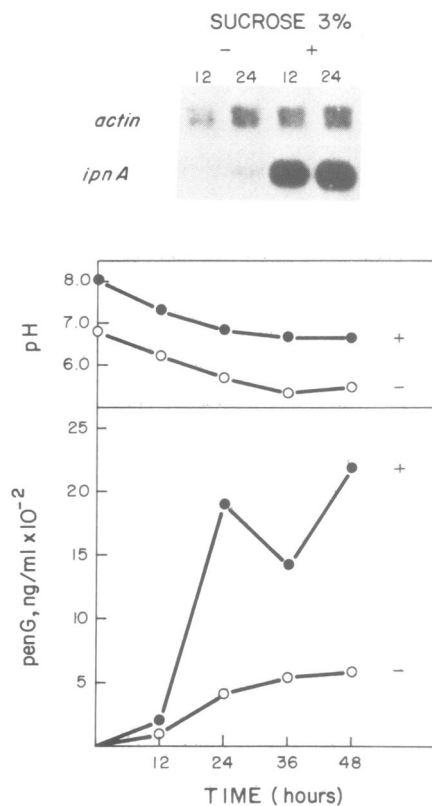 SUCROSE 3%
- +
12 24 12 24
actin
ipnA
8.0
7.0
6.0
pH
+
-
25
20
15
10
5
penG, ng/ml x 10-2
+
-
12 24 36 48
TIME (hours)